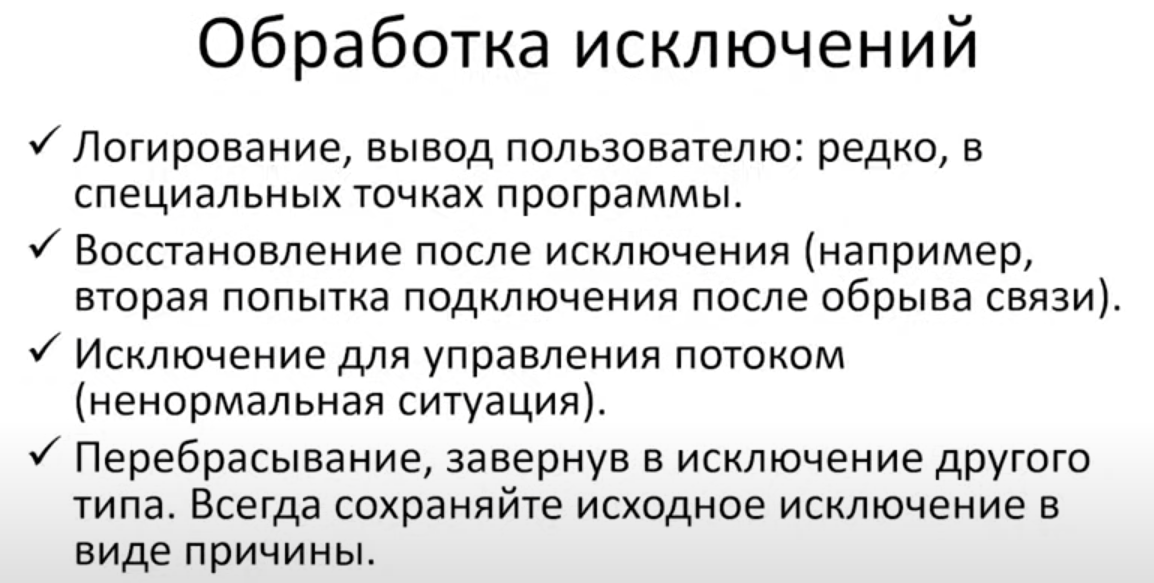 Обработка исключений
✓ Логирование, вывод пользователю: редко, в
специальных точках программы.
✓ Восстановление после исключения (например,
вторая попытка подключения после обрыва связи).
✓ Исключение для управления потоком
(ненормальная ситуация).
✓ Перебрасывание, завернув в исключение другого
типа. Всегда сохраняйте исходное исключение в
виде причины.